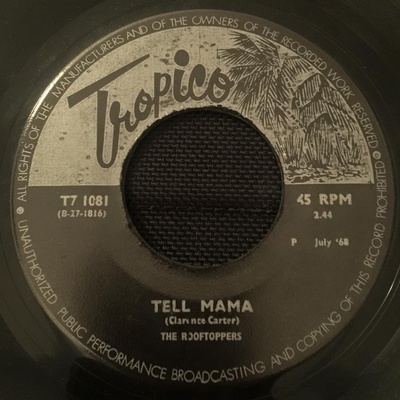 ALL RIGHTS OF THE MANUFACTURERS AND OF THE OWNERS OF THE RECORDED WORK RESERVED
Tropico
T7 1081
(B-27-1816)
45 RPM
2.44
P July '68
TELL MAMA
(Clarence Carter)
THE ROOFTOPPERS
UNAUTHORIZED PUBLIC PERFORMANCE BROADCASTING AND COPYING OF THIS RECORD PROHIBITED